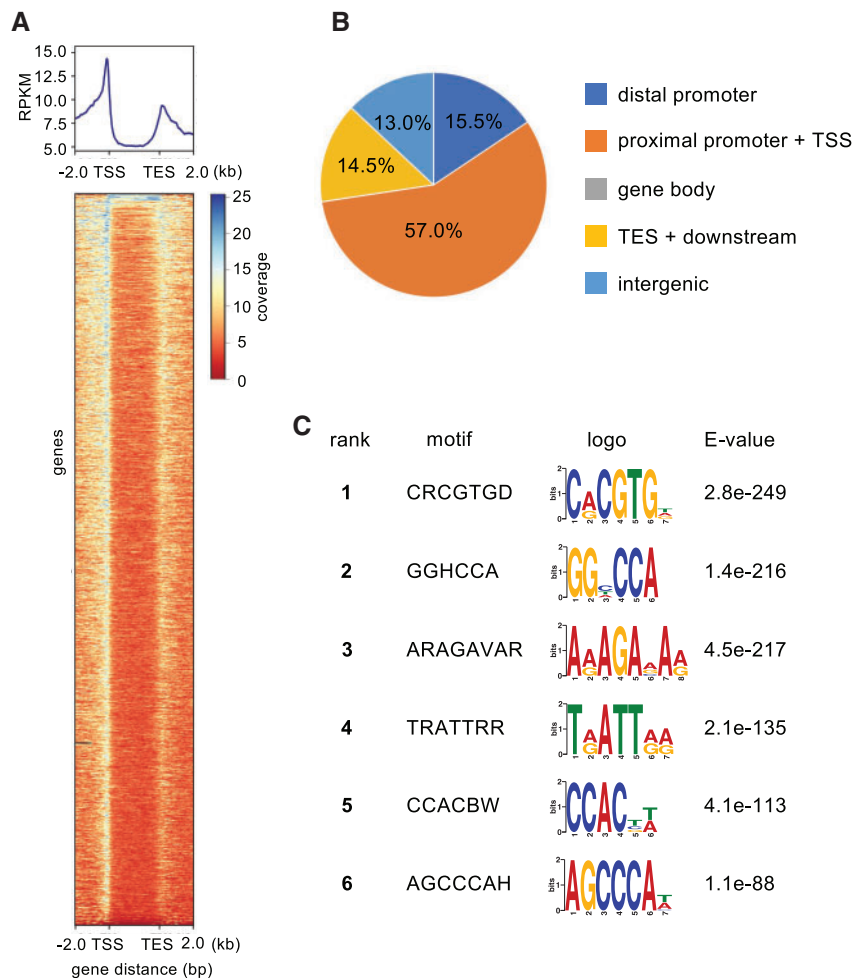 A
RPKM
15.0
12.5
10.0
7.5
5.0
-2.0 TSS TES 2.0 (kb)
genes
25
20
15
10
5
0
coverage
-2.0 TSS TES 2.0 (kb)
gene distance (bp)
B
15.5%
57.0%
14.5%
13.0%
distal promoter
proximal promoter + TSS
gene body
TES + downstream
intergenic
C
rank motif logo E-value
1 CRCGTGD 2.8e-249
2 GGHCCA 1.4e-216
3 ARAGAVAR 4.5e-217
4 TRATTRR 2.1e-135
5 CCACBW 4.1e-113
6 AGCCCAH 1.1e-88